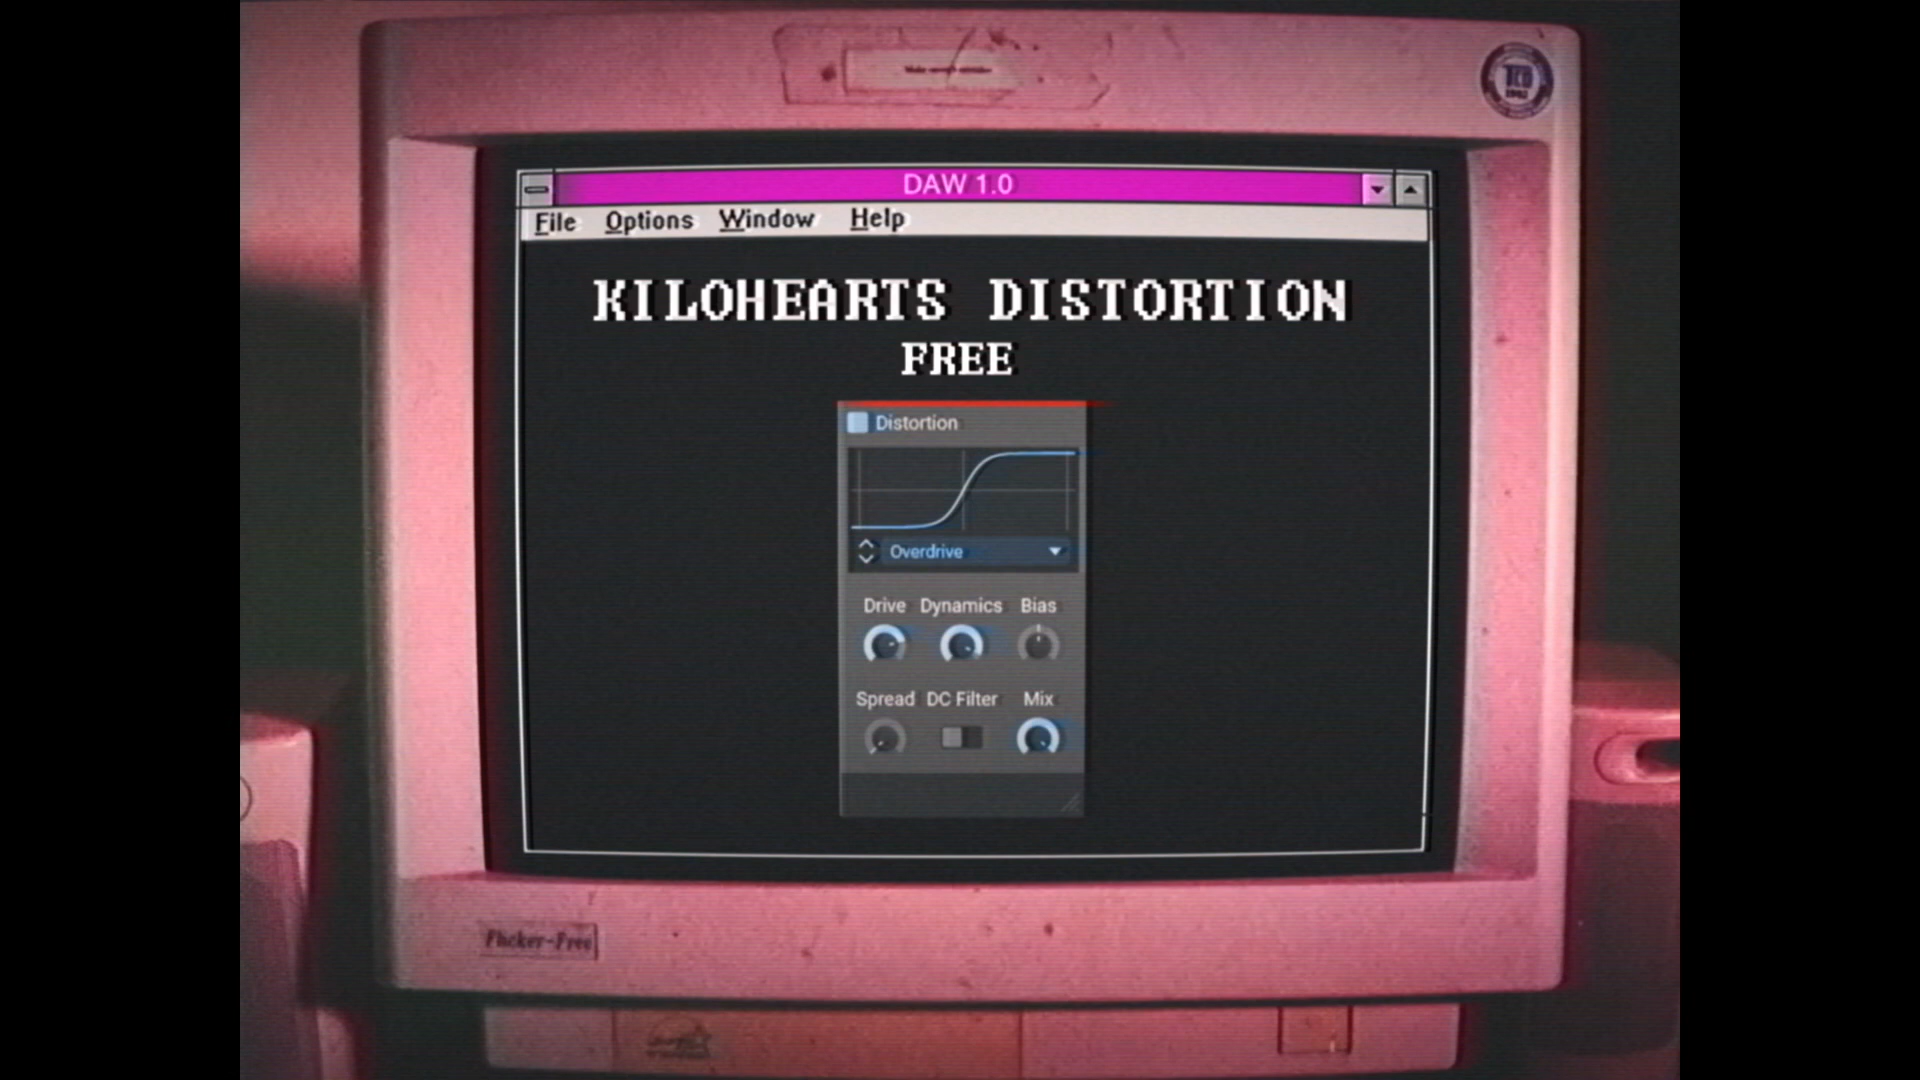 DAW 1.0
File Options Window Help
KILOHEARTS DISTORTION
FREE
Distortion
Overdrive
Drive Dynamics Bias
Spread DC Filter Mix
Flicker-Free